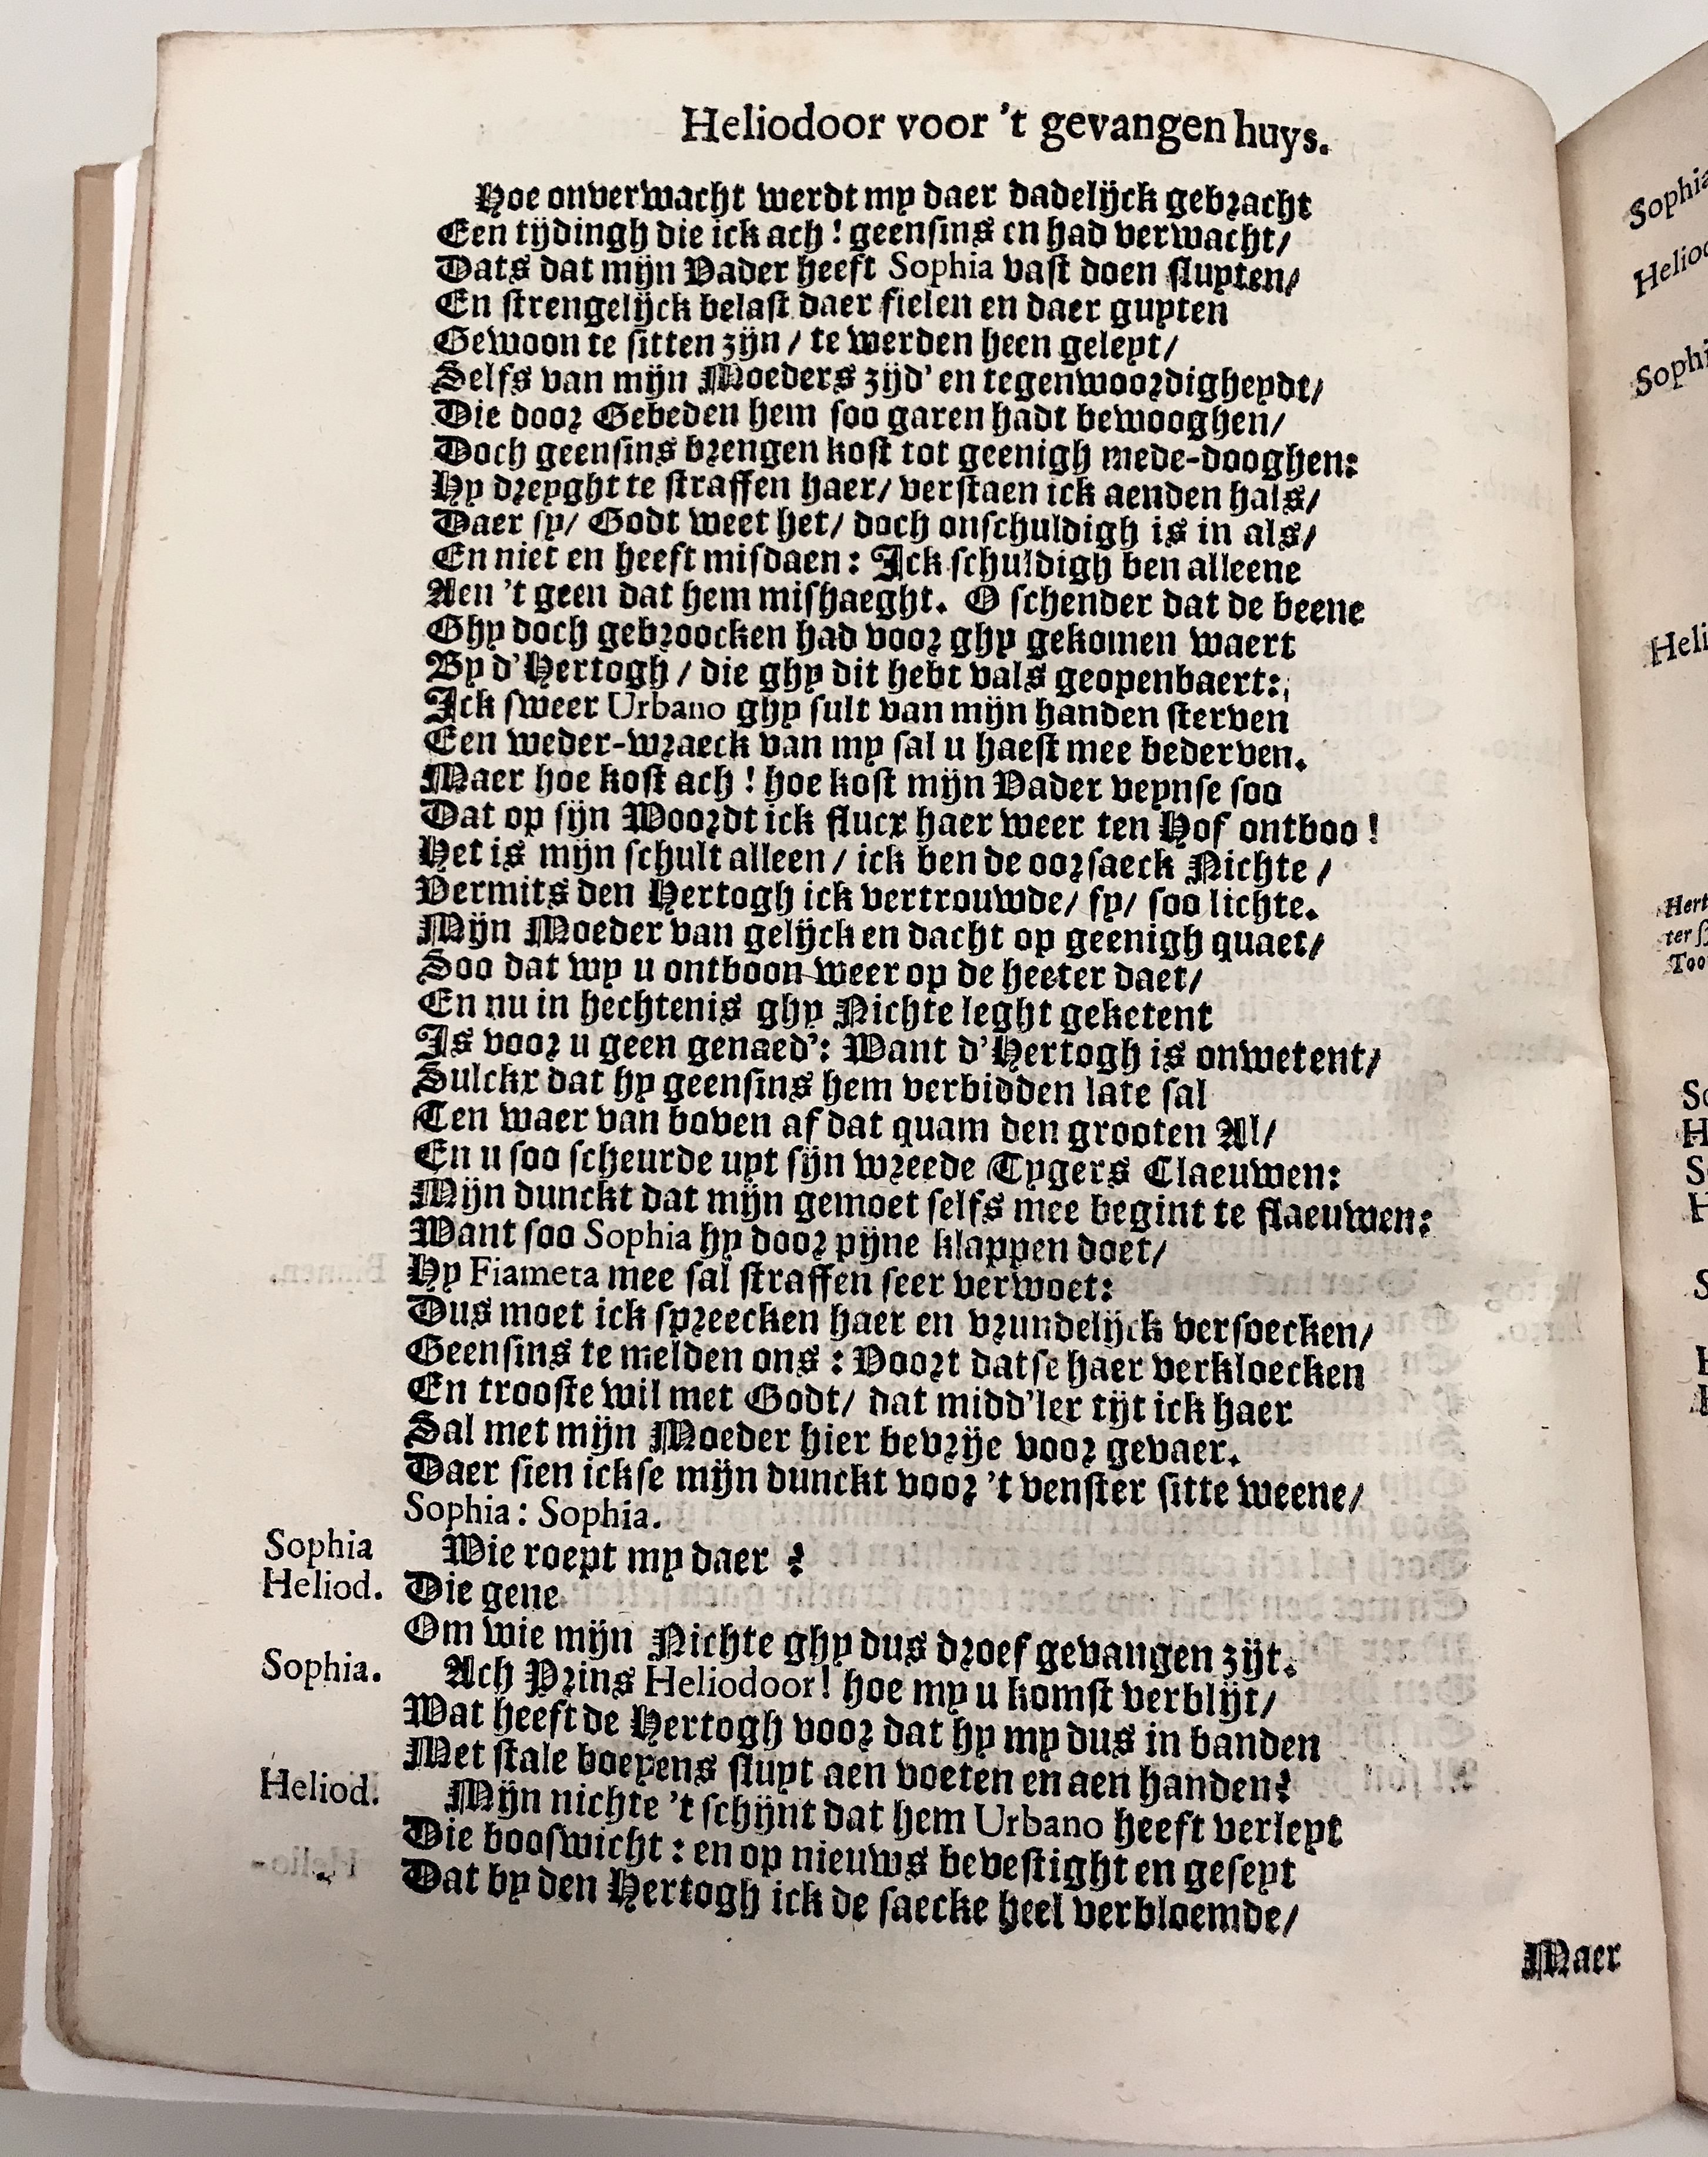 Heliodoor voor 't gevangen huys.
Hoe onverwacht werdt my daer dadelijck gebracht
Een tijdingh die ick ach! geensins en had verwacht/
Dats dat mijn Vader heeft Sophia vast doen sluyten/
En strengelijck belast daer fielen en daer guyten
Gewoon te sitten zijn / te werden heen geleyt/
Selfs van mijn Moeders zijd' en tegenwoordigheydt/
Die door Gebeden hem soo garen hadt bewooghen/
Doch geensins brengen kost tot geenigh mede-dooghen:
Hy dreyght te straffen haer/ verstaen ick aenden hals/
Daer sy/ Godt weet het/ doch onschuldigh is in als/
En niet en heeft misdaen: Ick schuldigh ben alleene
Aen 't geen dat hem mishaeght. O schender dat de beene
Ghy doch gebroocken had voor ghy gekomen waert
By d'Hertogh / die ghy dit hebt vals geopenbaert:
Ick sweer Urbano ghy sult van mijn handen sterven
Een weder-wraeck van my sal u haest mee bederven.
Maer hoe kost ach! hoe kost mijn Vader veynse soo
Dat op sijn Woordt ick flucx haer weer ten Hof ontboo!
Het is mijn schult alleen / ick ben de oorsaeck Nichte /
Vermits den Hertogh ick vertrouwde/ sy/ soo lichte.
Mijn Moeder van gelijck en dacht op geenigh quaet/
Soo dat wy u ontboon weer op de heeter daet/
En nu in hechtenis ghy Nichte leght geketent
Is voor u geen genaed': Want d'Hertogh is onwetent/
Sulckx dat hy geensins hem verbidden late sal
Ten waer van boven af dat quam den grooten Al/
En u soo scheurde uyt sijn wreede Tygers Claeuwen:
Mijn dunckt dat mijn gemoet selfs mee begint te flaeuwen:
Want soo Sophia hy door pijne klappen doet/
Hy Fiameta mee sal straffen seer verwoet:
Dus moet ick spreecken haer en vrundelijck versoecken/
Geensins te melden ons : Voort datse haer verkloecken
En trooste wil met Godt/ dat midd'ler tijt ick haer
Sal met mijn Moeder hier bevrije voor gevaer.
Daer sien ickse mijn dunckt voor 't venster sitte weene/
Sophia: Sophia.
Sophia Wie roept my daer ?
Heliod. Die gene
Om wie mijn Nichte ghy dus droef gevangen zijt.
Sophia. Ach Prins Heliodoor! hoe my u komst verblijt/
Wat heeft de Hertogh voor dat hy my dus in banden
Met stale boeyens sluyt aen voeten en aen handen?
Heliod. Mijn nichte 't schijnt dat hem Urbano heeft verleyt
Die booswicht : en op nieuws bevestight en geseyt
Dat by den Hertogh ick de saecke heel verbloemde/
Maer
Sophia
Helio
Sophi
Heli
Hert
ter
Too